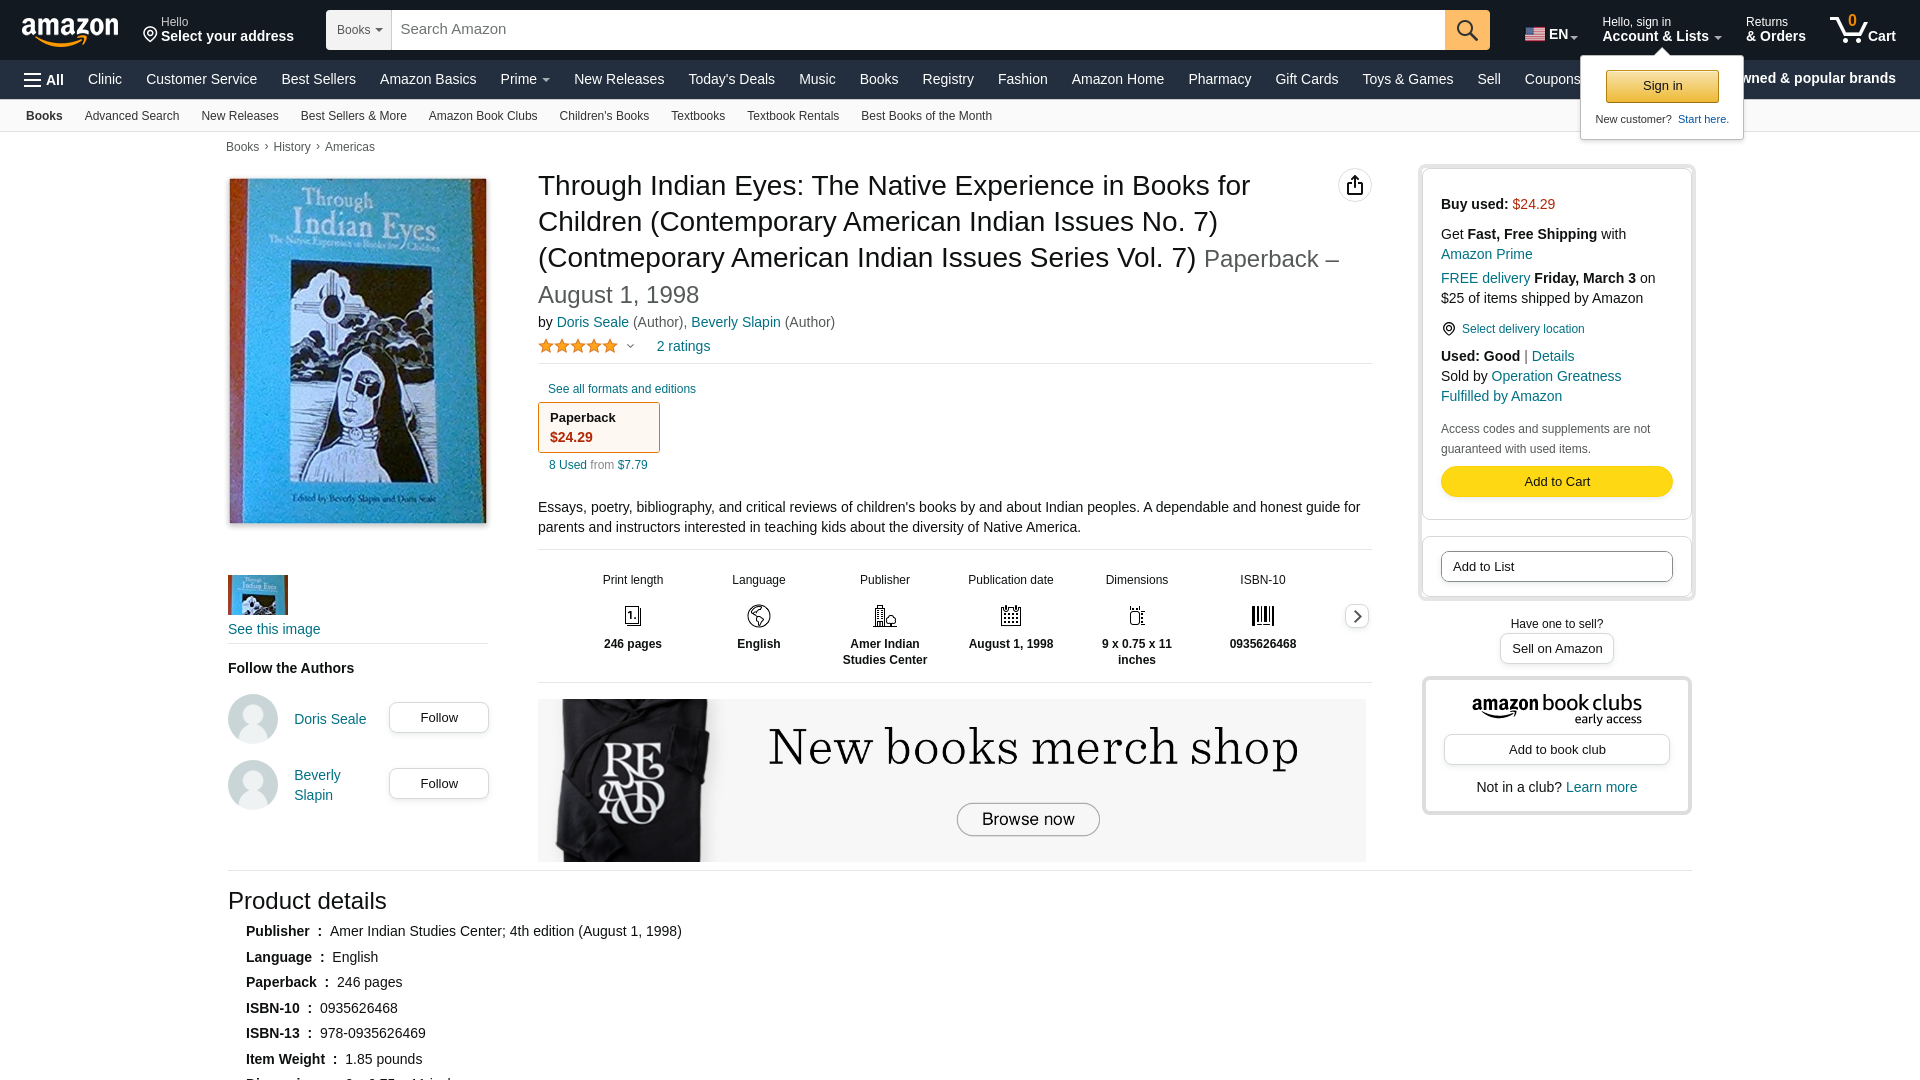 amazon
Hello
Select your address
Books
Search Amazon
EN
Hello, sign in
Account & Lists
Returns
& Orders
0
Cart
All
Clinic
Customer Service
Best Sellers
Amazon Basics
Prime
New Releases
Today's Deals
Music
Books
Registry
Fashion
Amazon Home
Pharmacy
Gift Cards
Toys & Games
Sell
Coupons
wned & popular brands
Sign in
New customer? Start here.
Books
Advanced Search
New Releases
Best Sellers & More
Amazon Book Clubs
Children's Books
Textbooks
Textbook Rentals
Best Books of the Month
Books › History › Americas
Through
Indian Eyes
The Native Experience in Books for Children
Edited by Beverly Slapin and Doris Seale
See this image
Follow the Authors
Doris Seale
Follow
Beverly
Slapin
Follow
Through Indian Eyes: The Native Experience in Books for
Children (Contemporary American Indian Issues No. 7)
(Contmeporary American Indian Issues Series Vol. 7) Paperback –
August 1, 1998
by Doris Seale (Author), Beverly Slapin (Author)
2 ratings
See all formats and editions
Paperback
$24.29
8 Used from $7.79
Essays, poetry, bibliography, and critical reviews of children's books by and about Indian peoples. A dependable and honest guide for
parents and instructors interested in teaching kids about the diversity of Native America.
Print length
246 pages
Language
English
Publisher
Amer Indian
Studies Center
Publication date
August 1, 1998
Dimensions
9 x 0.75 x 11
inches
ISBN-10
0935626468
READ
New books merch shop
Browse now
Buy used: $24.29
Get Fast, Free Shipping with
Amazon Prime
FREE delivery Friday, March 3 on
$25 of items shipped by Amazon
Select delivery location
Used: Good | Details
Sold by Operation Greatness
Fulfilled by Amazon
Access codes and supplements are not
guaranteed with used items.
Add to Cart
Add to List
Have one to sell?
Sell on Amazon
amazon book clubs
early access
Add to book club
Not in a club? Learn more
Product details
Publisher : Amer Indian Studies Center; 4th edition (August 1, 1998)
Language : English
Paperback : 246 pages
ISBN-10 : 0935626468
ISBN-13 : 978-0935626469
Item Weight : 1.85 pounds